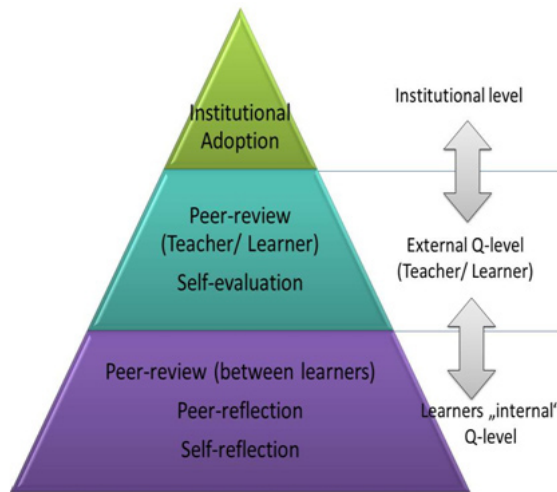 Institutional
Adoption
Institutional level
Peer-review
(Teacher/ Learner)
Self-evaluation
External Q-level
(Teacher/ Learner)
Peer-review (between learners)
Peer-reflection
Self-reflection
Learners „internal“
Q-level